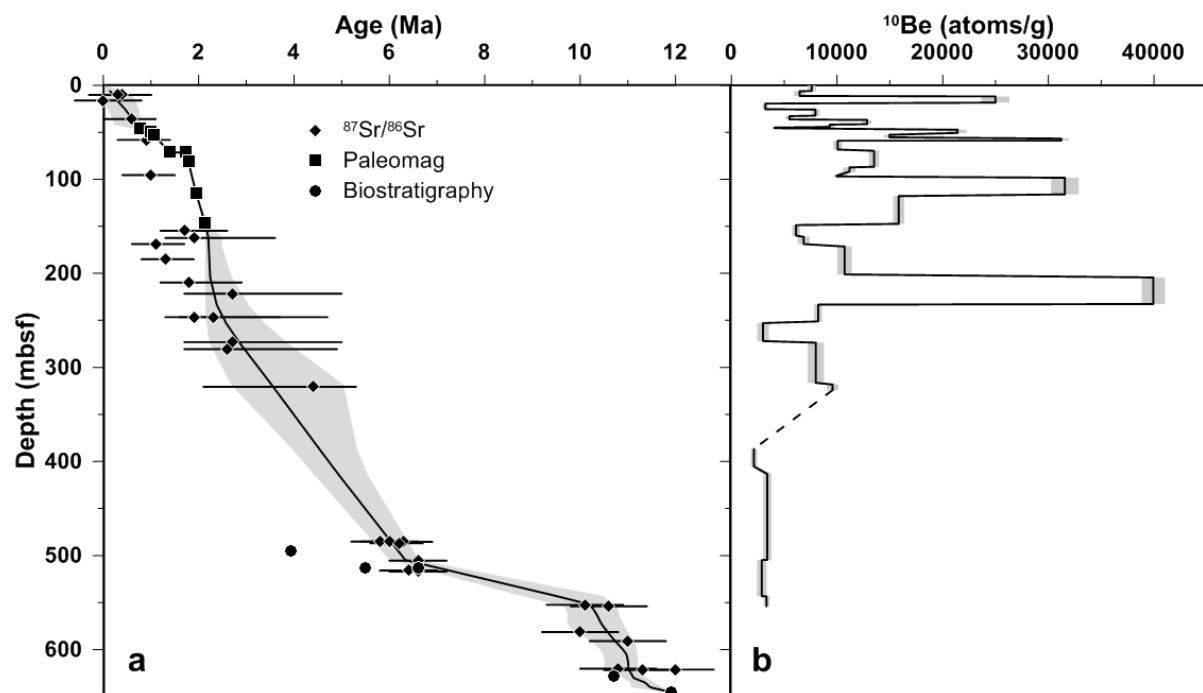 Age (Ma)
0 2 4 6 8 10 12
¹⁰Be (atoms/g)
0 10000 20000 30000 40000
Depth (mbsf)
0
100
200
300
400
500
600
⁸⁷Sr/⁸⁶Sr
Paleomag
Biostratigraphy
a
b